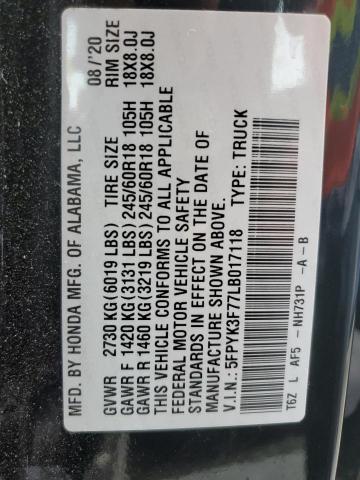 MFD. BY HONDA MFG. OF ALABAMA, LLC 08/'20
GVWR 2730 KG (6019 LBS) TIRE SIZE RIM SIZE
GAWR F 1420 KG (3131 LBS) 245/60R18 105H 18X8.0J
GAWR R 1460 KG (3219 LBS) 245/60R18 105H 18X8.0J
THIS VEHICLE CONFORMS TO ALL APPLICABLE
FEDERAL MOTOR VEHICLE SAFETY
STANDARDS IN EFFECT ON THE DATE OF
MANUFACTURE SHOWN ABOVE.
V.I.N.: 5FPYK3F77LB017118 TYPE: TRUCK
T6Z L AF5 -NH731P -A -B